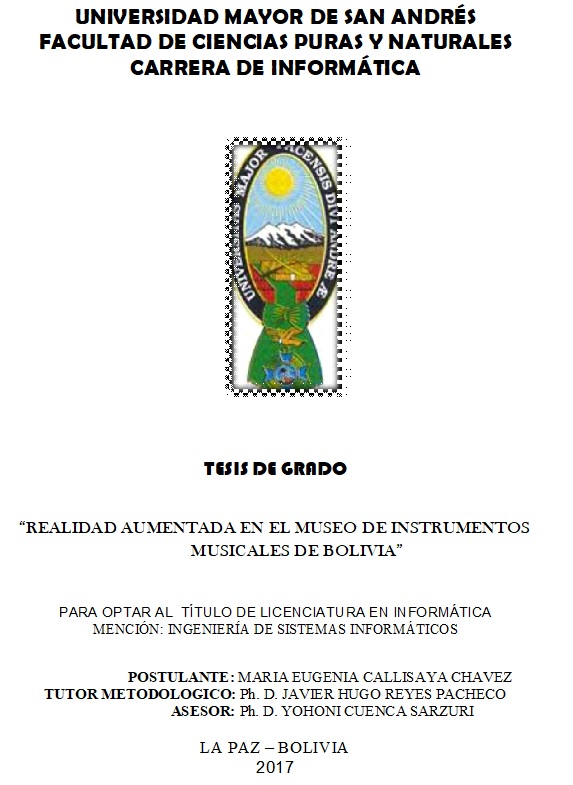 UNIVERSIDAD MAYOR DE SAN ANDRÉS
FACULTAD DE CIENCIAS PURAS Y NATURALES
CARRERA DE INFORMÁTICA
UNIVERSITAS MAJOR PACENSIS DIVI ANDRE Æ
TESIS DE GRADO
“REALIDAD AUMENTADA EN EL MUSEO DE INSTRUMENTOS
MUSICALES DE BOLIVIA”
PARA OPTAR AL TÍTULO DE LICENCIATURA EN INFORMÁTICA
MENCIÓN: INGENIERÍA DE SISTEMAS INFORMÁTICOS
POSTULANTE: MARIA EUGENIA CALLISAYA CHAVEZ
TUTOR METODOLOGICO: Ph. D. JAVIER HUGO REYES PACHECO
ASESOR: Ph. D. YOHONI CUENCA SARZURI
LA PAZ – BOLIVIA
2017